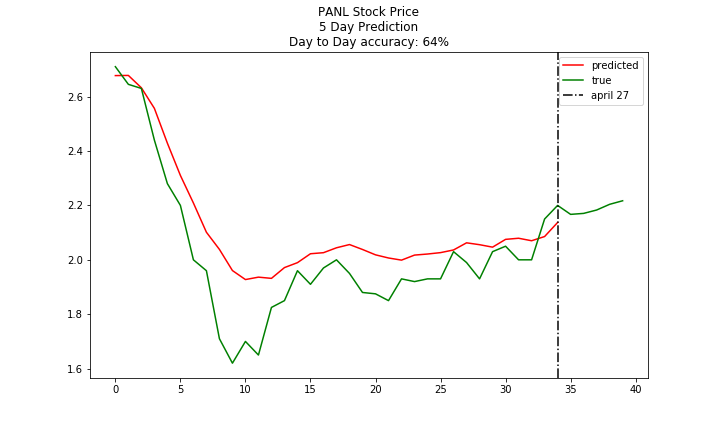 PANL Stock Price
5 Day Prediction
Day to Day accuracy: 64%
predicted
true
april 27
2.6
2.4
2.2
2.0
1.8
1.6
0 5 10 15 20 25 30 35 40